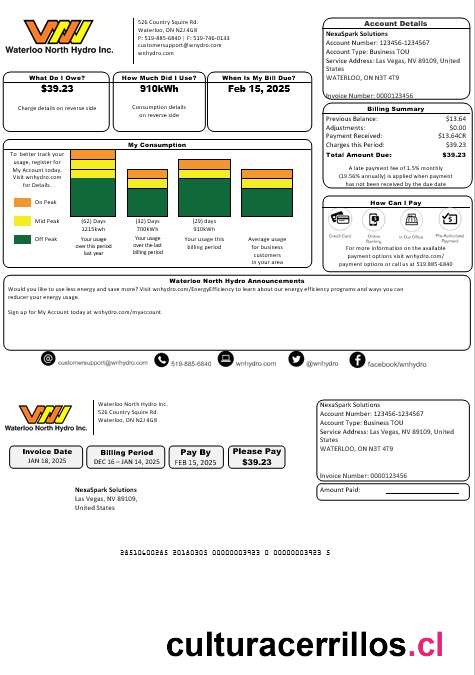 Waterloo North Hydro Inc.
526 Country Squire Rd.
Waterloo, ON N2J 4G8
P: 519-885-6840 | F: 519-746-0133
customersupport@wnhydro.com
wnhydro.com
Account Details
NexaSpark Solutions
Account Number: 123456-1234567
Account Type: Business TOU
Service Address: Las Vegas, NV 89109, United
States
WATERLOO, ON N3T 4T9
Invoice Number: 0000123456
What Do I Owe?
$39.23
Charge details on reverse side
How Much Did I Use?
910kWh
Consumption details
on reverse side
When Is My Bill Due?
Feb 15, 2025
Billing Summary
Previous Balance: $13.64
Adjustments: $0.00
Payment Received: $13.64CR
Charges this Period: $39.23
Total Amount Due: $39.23
A late payment fee of 1.5% monthly
(19.56% annually) is applied when payment
has not been received by the due date
My Consumption
To better track your
usage, register for
My Account today.
Visit wnhydro.com
for Details.
On Peak
Mid Peak
Off Peak
(62) Days
1215kwh
Your usage
over this period
last year
(32) Days
700kWh
Your usage
over the last
billing period
(29) days
910kWh
Your usage this
billing period
Average usage
for business
customers
in your area
How Can I Pay
Credit Card
Online
Banking
In Our Office
Pre-Authorized
Payment
For more information on the available
payment options visit wnhydro.com/
payment options or call us at 519.885-6840
Waterloo North Hydro Announcements
Would you like to use less energy and save more? Visit wnhydro.com/EnergyEfficiency to learn about our energy efficiency programs and ways you can
reducer your energy usage.
Sign up for My Account today at wnhydro.com/myaccount
customersupport@wnhydro.com
519-885-6840
wnhydro.com
@wnhydro
facebook/wnhydro
Waterloo North Hydro Inc.
Waterloo North Hydro Inc.
526 Country Squire Rd.
Waterloo, ON N2J 4G8
NexaSpark Solutions
Account Number: 123456-1234567
Account Type: Business TOU
Service Address: Las Vegas, NV 89109, United
States
WATERLOO, ON N3T 4T9
Invoice Number: 0000123456
Invoice Date
JAN 18, 2025
Billing Period
DEC 16 – JAN 14, 2025
Pay By
FEB 15, 2025
Please Pay
$39.23
Amount Paid:
NexaSpark Solutions
Las Vegas, NV 89109,
United States
26510600265 20180305 00000003923 0 00000003923 5
culturacerrillos.cl